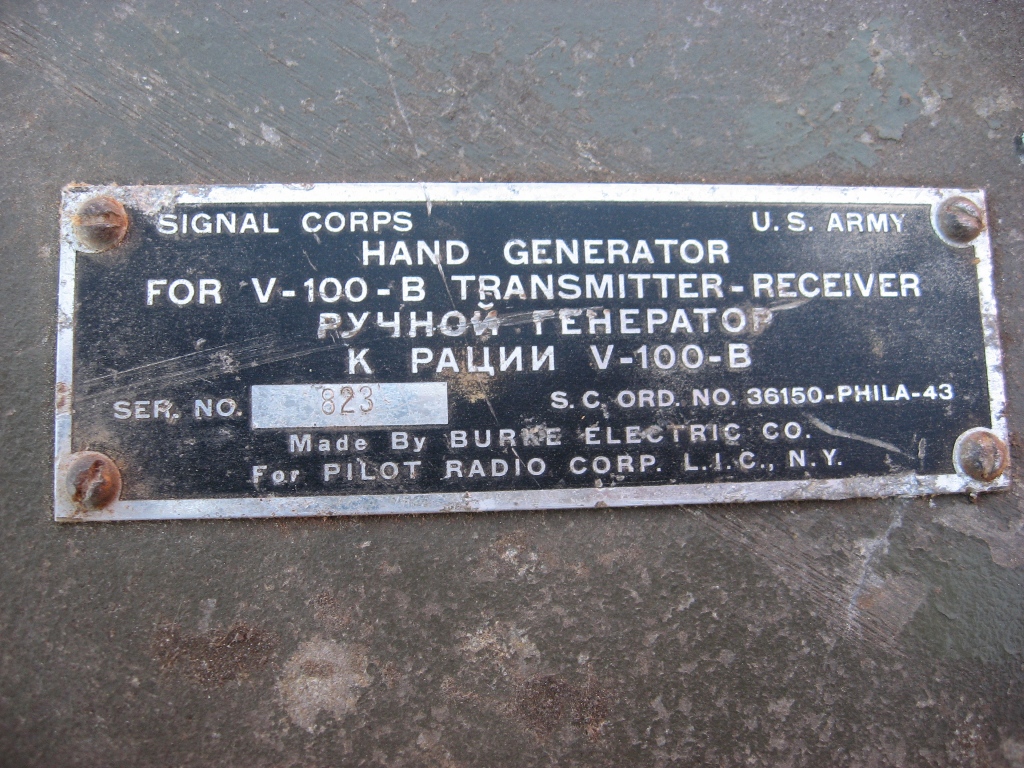 SIGNAL CORPS U. S. ARMY
HAND GENERATOR
FOR V-100-B TRANSMITTER-RECEIVER
РУЧНОЙ ГЕНЕРАТОР
К РАЦИИ V-100-B
SER. NO. 823 S. C. ORD. NO. 36150-PHILA-43
Made By BURKE ELECTRIC CO.
For PILOT RADIO CORP. L.I.C., N.Y.